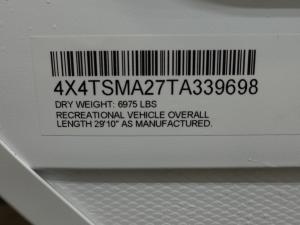 4X4TSMA27TA339698
DRY WEIGHT: 6975 LBS
RECREATIONAL VEHICLE OVERALL
LENGTH 29'10" AS MANUFACTURED.